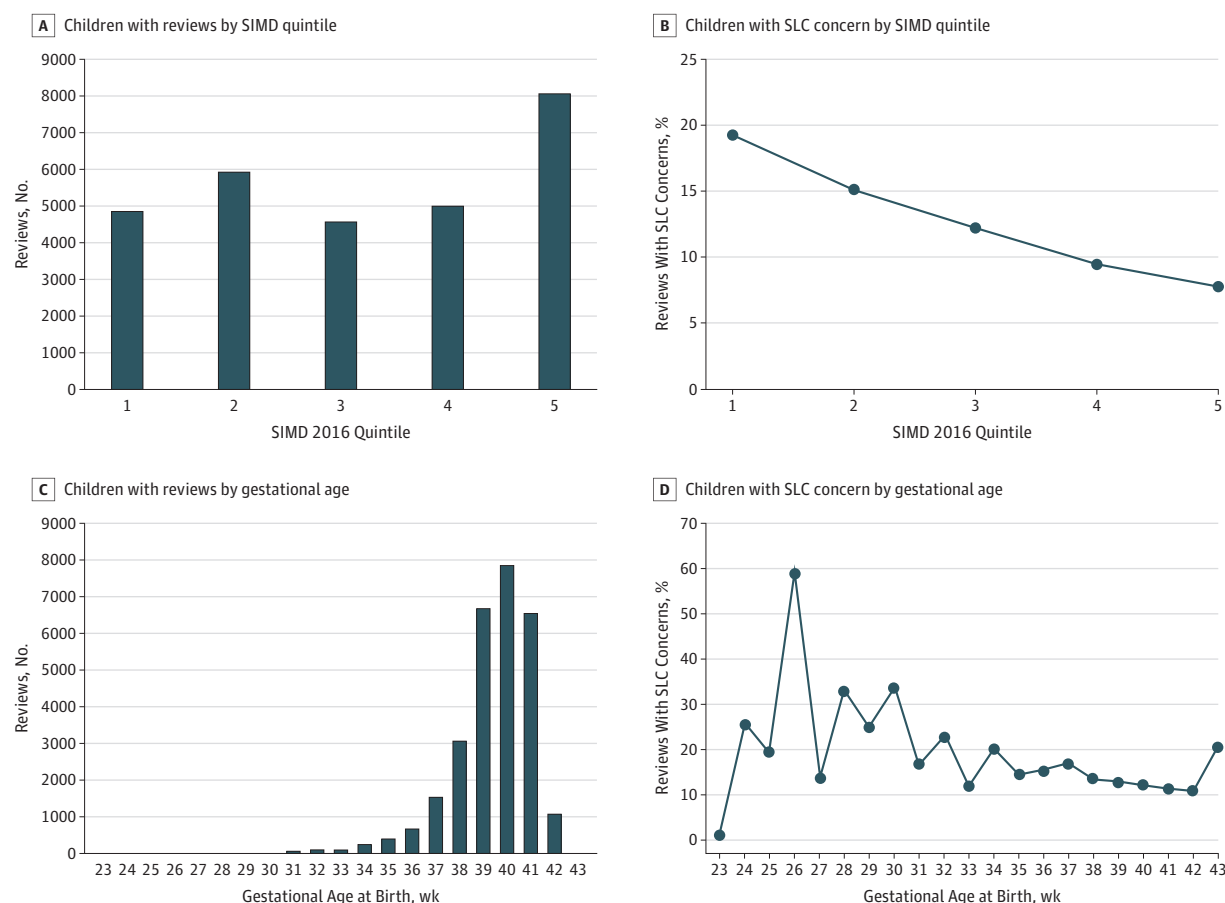 A Children with reviews by SIMD quintile
9000
8000
7000
6000
5000
4000
3000
2000
1000
0
Reviews, No.
1 2 3 4 5
SIMD 2016 Quintile
B Children with SLC concern by SIMD quintile
25
20
15
10
5
0
Reviews With SLC Concerns, %
1 2 3 4 5
SIMD 2016 Quintile
C Children with reviews by gestational age
9000
8000
7000
6000
5000
4000
3000
2000
1000
0
Reviews, No.
23 24 25 26 27 28 29 30 31 32 33 34 35 36 37 38 39 40 41 42 43
Gestational Age at Birth, wk
D Children with SLC concern by gestational age
70
60
50
40
30
20
10
0
Reviews With SLC Concerns, %
23 24 25 26 27 28 29 30 31 32 33 34 35 36 37 38 39 40 41 42 43
Gestational Age at Birth, wk